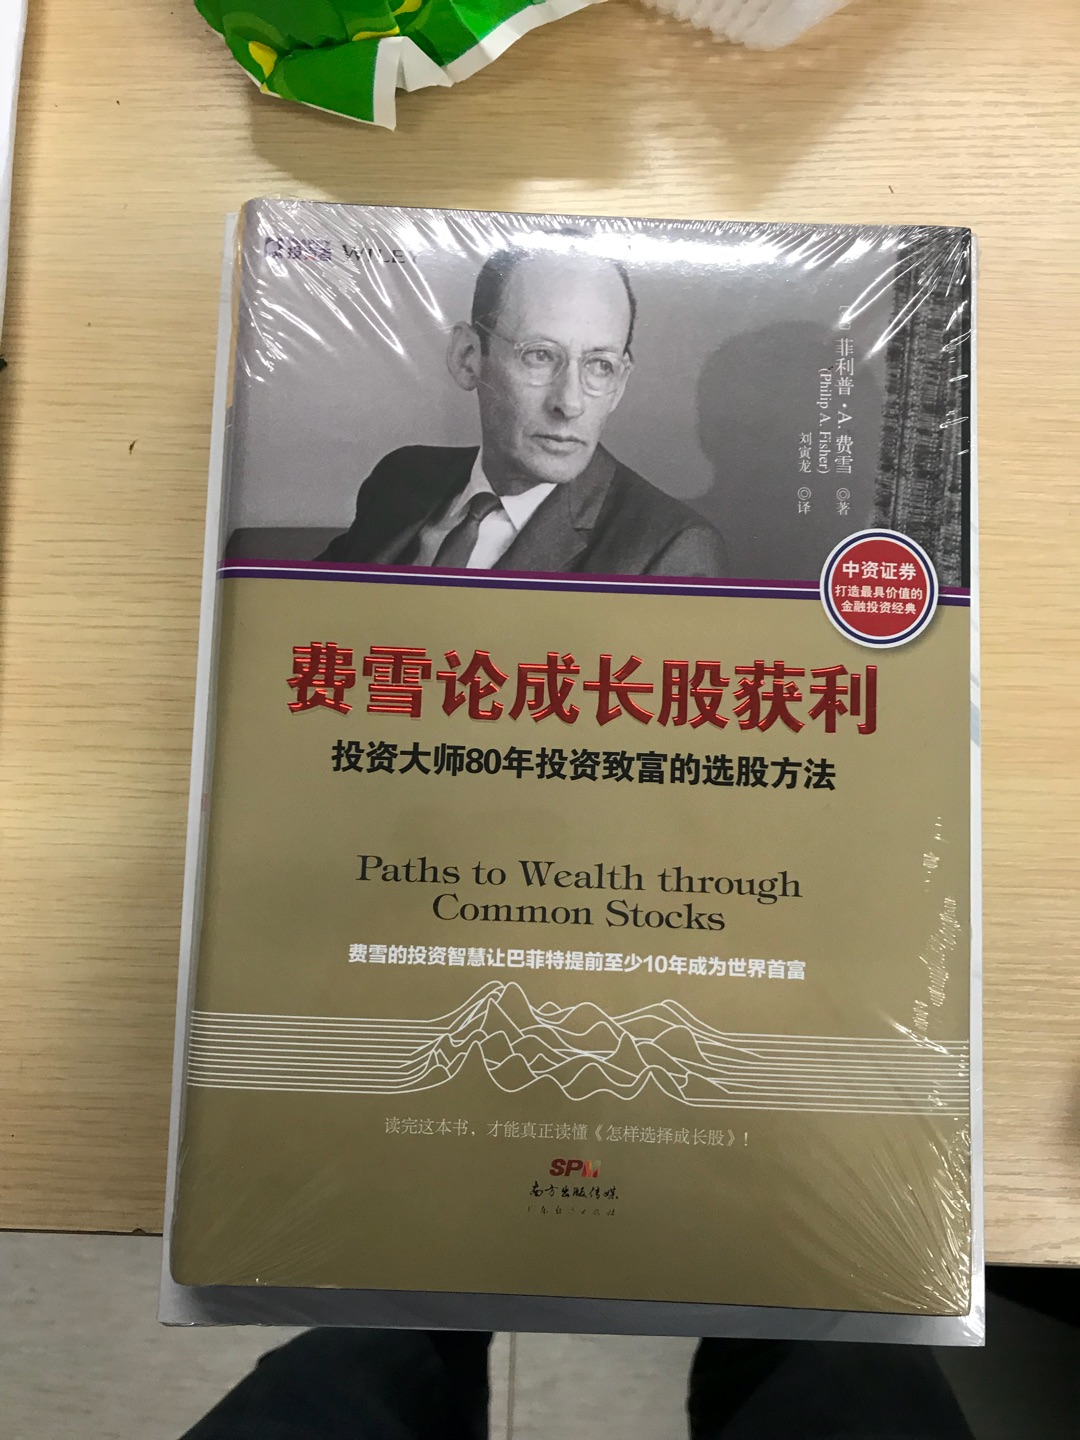 WILEY
菲利普·A.费雪 ◎著
(Philip A. Fisher)
刘寅龙 ◎译
中资证券
打造最具价值的
金融投资经典
费雪论成长股获利
投资大师80年投资致富的选股方法
Paths to Wealth through
Common Stocks
费雪的投资智慧让巴菲特提前至少10年成为世界首富
读完这本书，才能真正读懂《怎样选择成长股》!
SPM
南方出版传媒